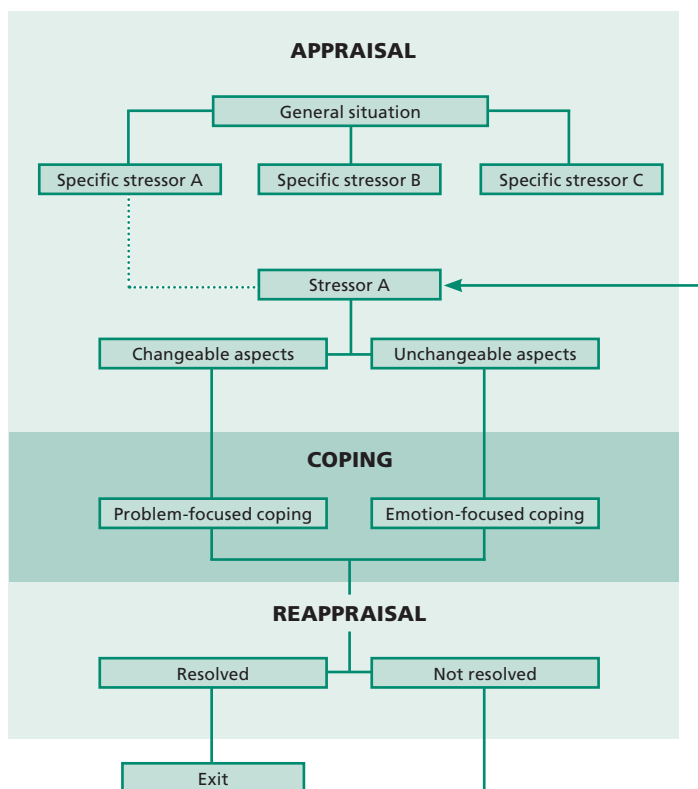 APPRAISAL
General situation
Specific stressor A
Specific stressor B
Specific stressor C
Stressor A
Changeable aspects
Unchangeable aspects
COPING
Problem-focused coping
Emotion-focused coping
REAPPRAISAL
Resolved
Not resolved
Exit